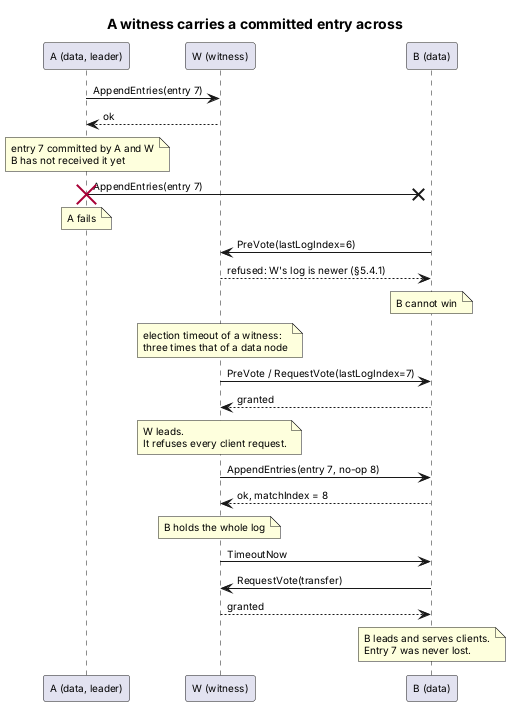 A witness carries a committed entry across
A (data, leader)
W (witness)
B (data)
AppendEntries(entry 7)
ok
entry 7 committed by A and W
B has not received it yet
AppendEntries(entry 7)
A fails
PreVote(lastLogIndex=6)
refused: W's log is newer (§5.4.1)
B cannot win
election timeout of a witness:
three times that of a data node
PreVote / RequestVote(lastLogIndex=7)
granted
W leads.
It refuses every client request.
AppendEntries(entry 7, no-op 8)
ok, matchIndex = 8
B holds the whole log
TimeoutNow
RequestVote(transfer)
granted
B leads and serves clients.
Entry 7 was never lost.
A (data, leader)
W (witness)
B (data)